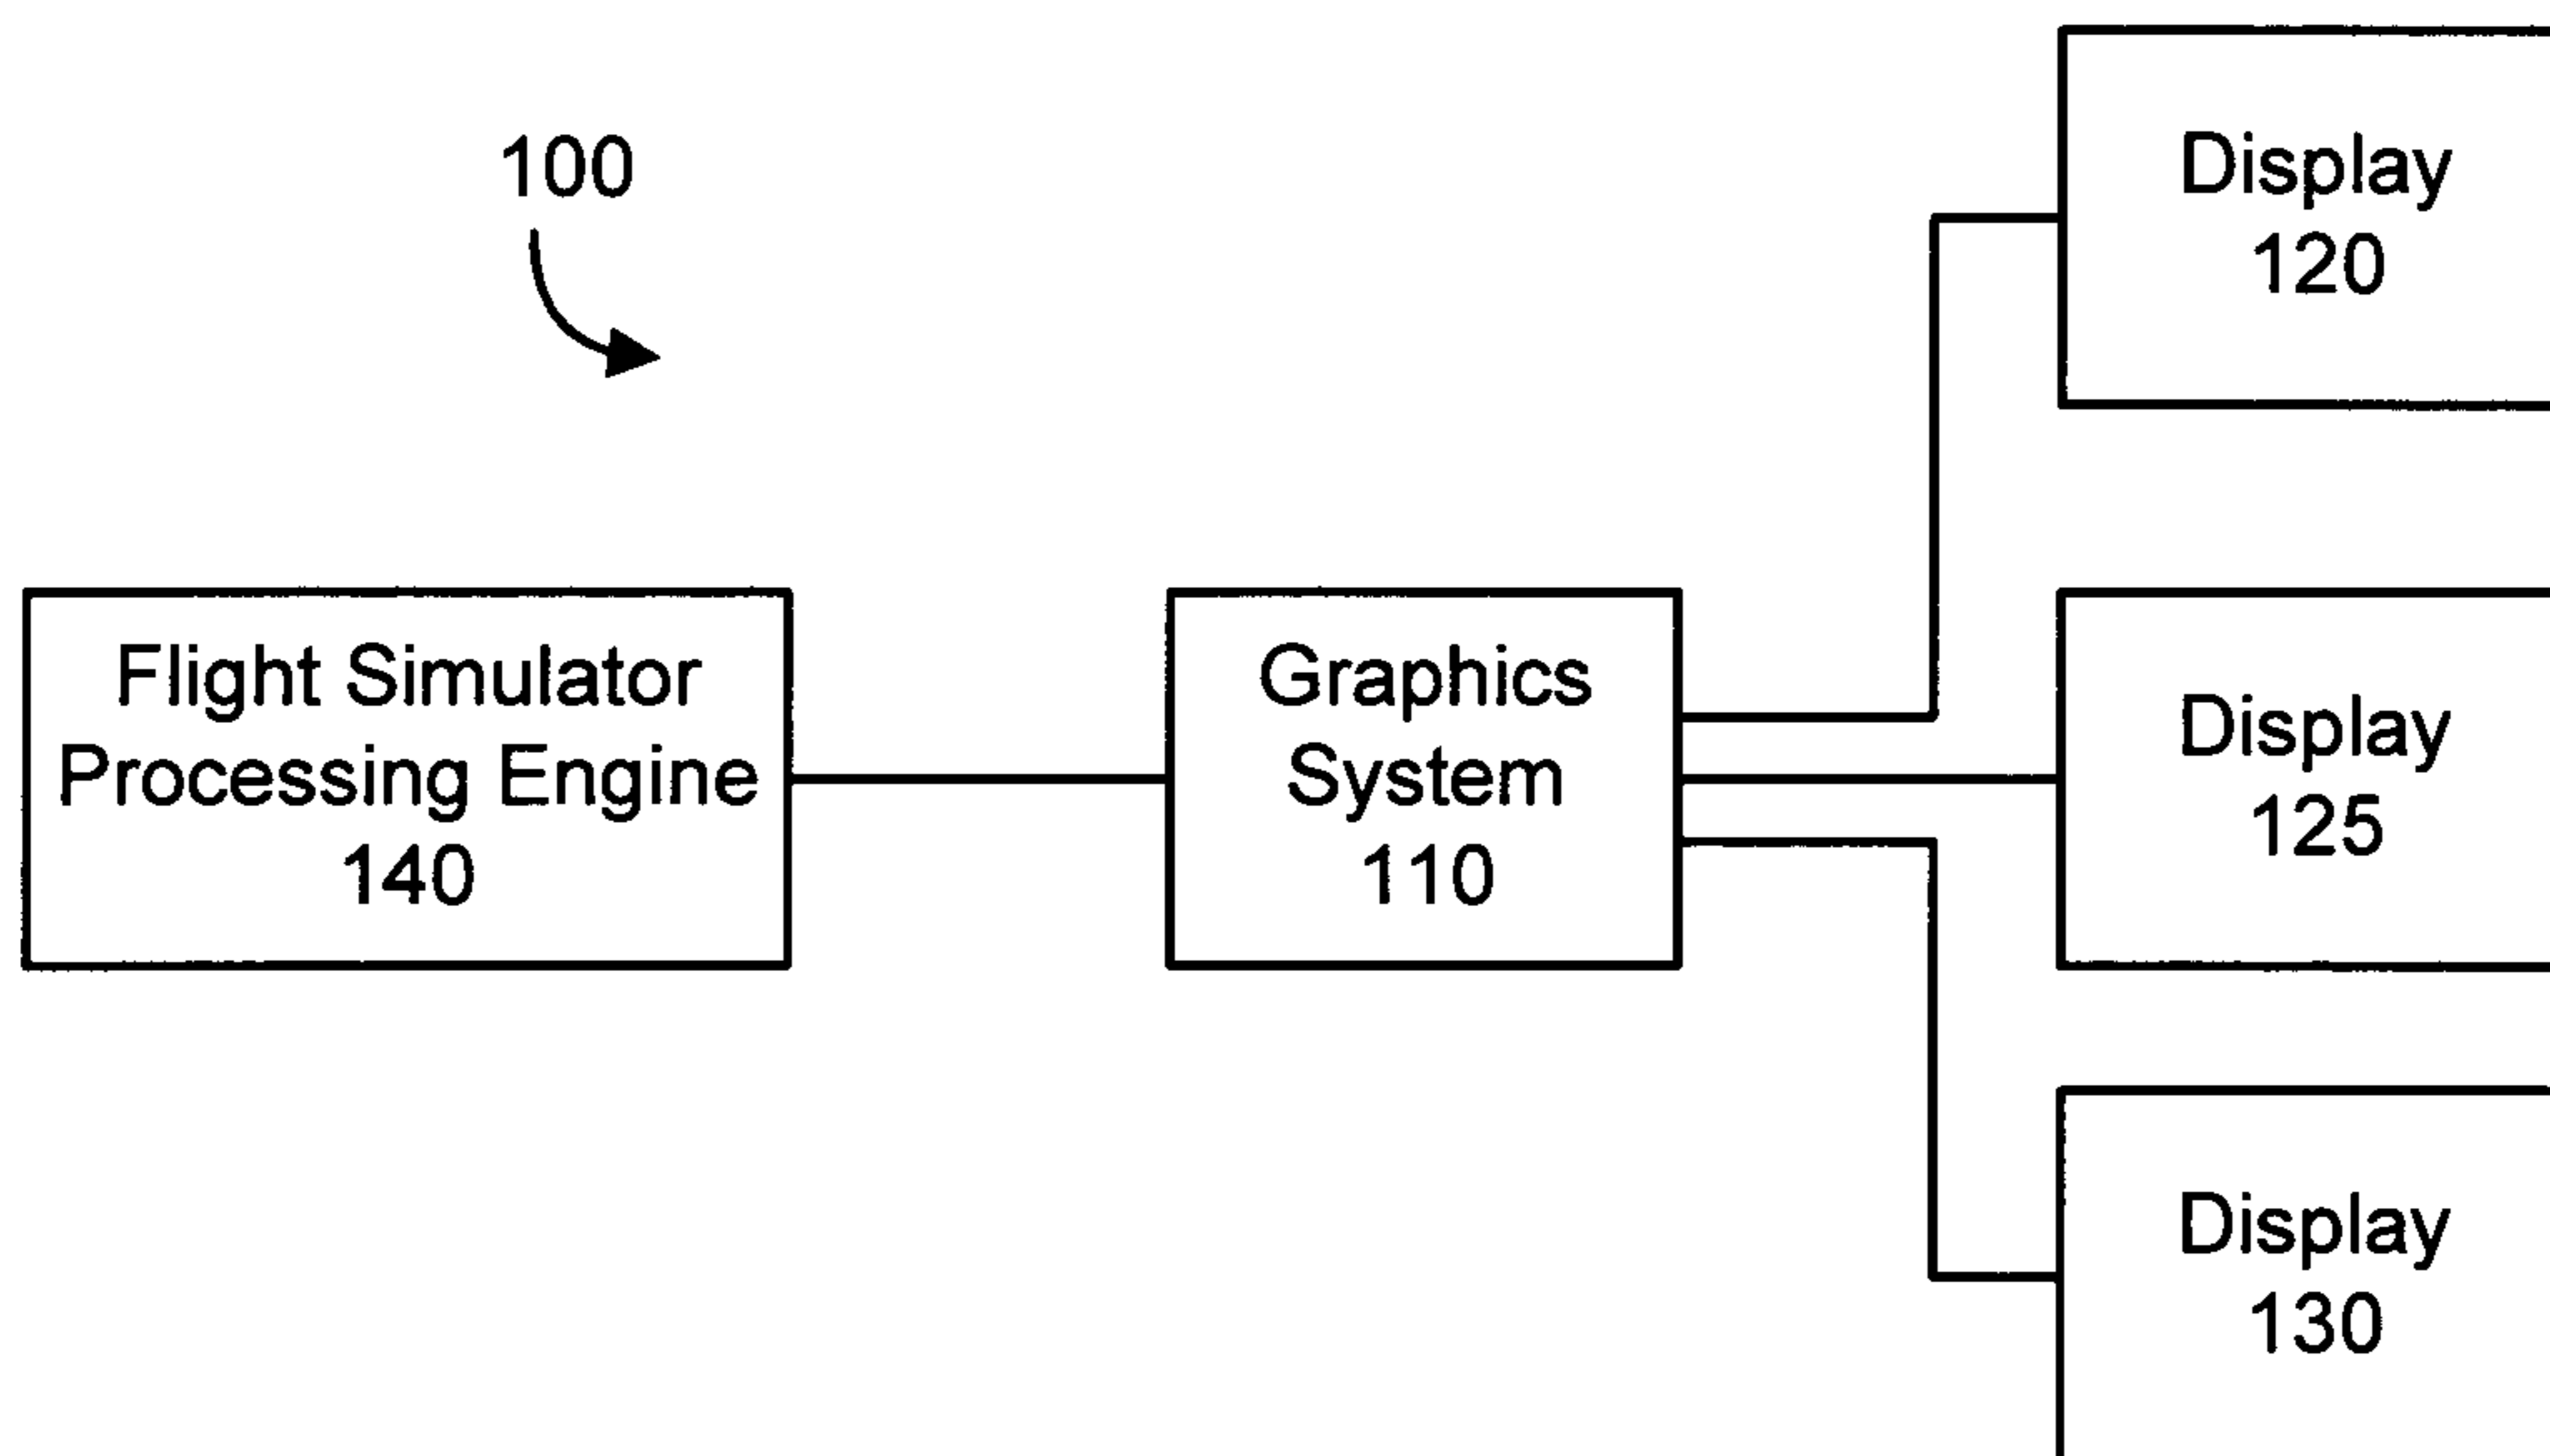 100
Display
120
Flight Simulator
Processing Engine
140
Graphics
System
110
Display
125
Display
130